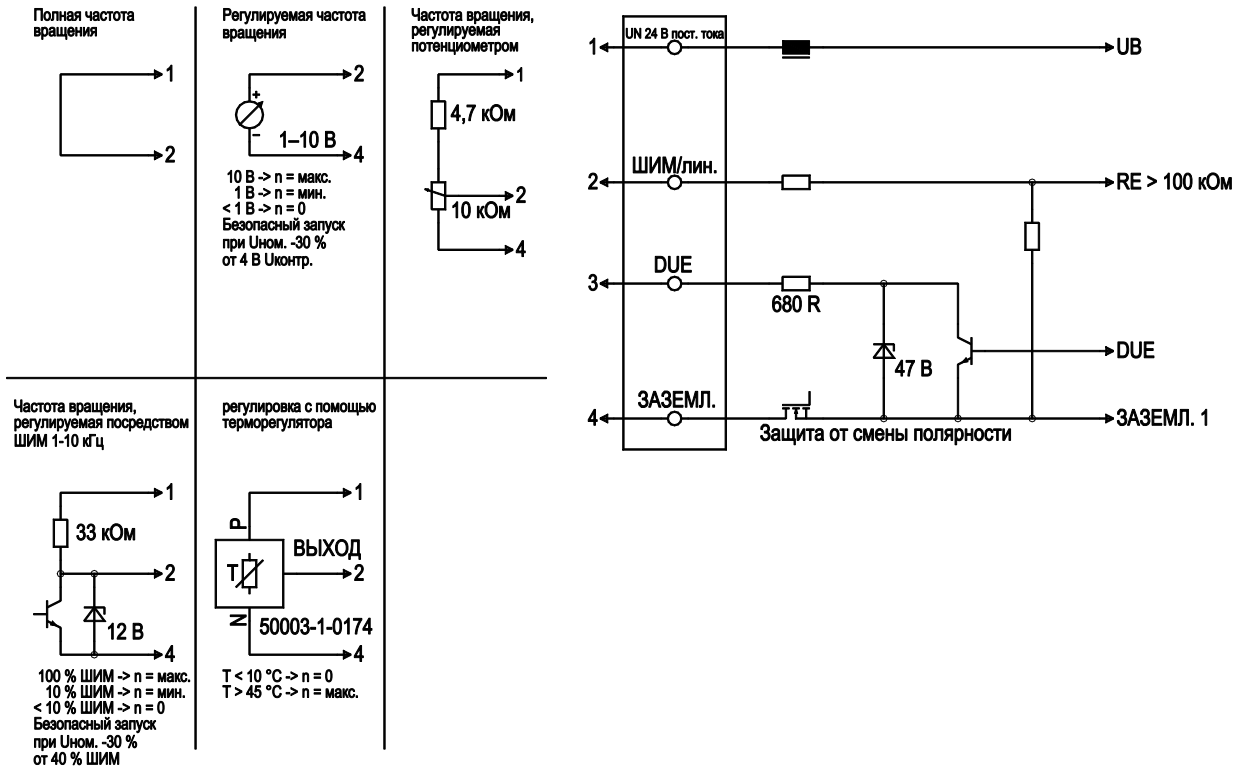 Полная частота
вращения
1
2
Регулируемая частота
вращения
2
+
–
1–10 В
4
10 В -> n = макс.
1 В -> n = мин.
< 1 В -> n = 0
Безопасный запуск
при Uном. -30 %
от 4 В Uконтр.
Частота вращения,
регулируемая
потенциометром
1
4,7 кОм
2
10 кОм
4
Частота вращения,
регулируемая посредством
ШИМ 1-10 кГц
1
33 кОм
2
12 В
4
100 % ШИМ -> n = макс.
10 % ШИМ -> n = мин.
< 10 % ШИМ -> n = 0
Безопасный запуск
при Uном. -30 %
от 40 % ШИМ
регулировка с помощью
терморегулятора
1
P
ВЫХОД
T
2
N
50003-1-0174
4
T < 10 °C -> n = 0
T > 45 °C -> n = макс.
UN 24 В пост. тока
1
UB
ШИМ/лин.
2
RE > 100 кОм
DUE
3
680 R
47 В
DUE
ЗАЗЕМЛ.
4
ЗАЗЕМЛ. 1
Защита от смены полярности